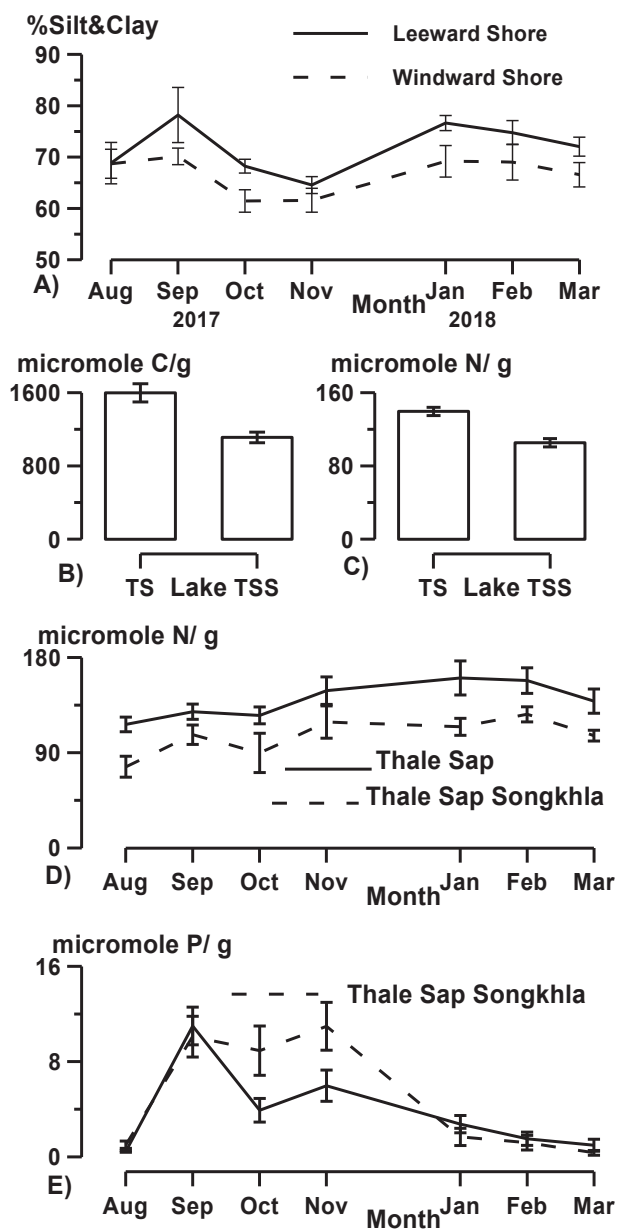 %Silt&Clay
Leeward Shore
Windward Shore
90
80
70
60
50
A)
Aug Sep Oct Nov Month Jan Feb Mar
2017 2018
micromole C/g
1600
800
0
B)
TS Lake TSS
micromole N/ g
160
80
0
C)
TS Lake TSS
micromole N/ g
180
90
0
Thale Sap
Thale Sap Songkhla
D)
Aug Sep Oct Nov Month Jan Feb Mar
micromole P/ g
16
8
0
Thale Sap Songkhla
E)
Aug Sep Oct Nov Month Jan Feb Mar